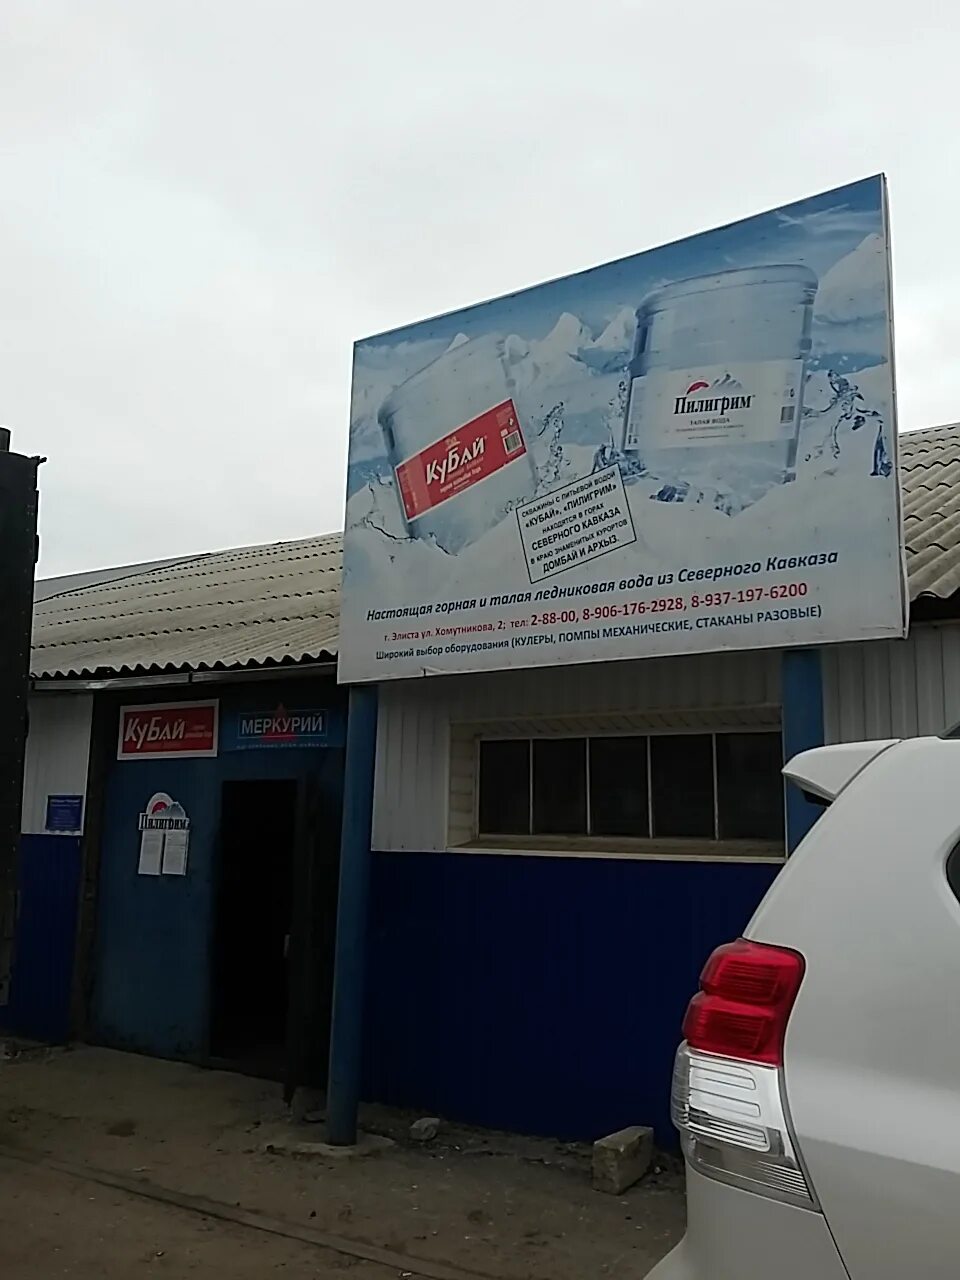 КуБАЙ
Пилигрим
ТАЛАЯ ВОДА
СКВАЖИНЫ С ПИТЬЕВОЙ ВОДОЙ
«КУБАЙ», «ПИЛИГРИМ»
НАХОДЯТСЯ В ГОРАХ
СЕВЕРНОГО КАВКАЗА
В КРАЮ ЗНАМЕНИТЫХ КУРОРТОВ
ДОМБАЙ И АРХЫЗ.
Настоящая горная и талая ледниковая вода из Северного Кавказа
г. Элиста ул. Хомутникова, 2; тел: 2-88-00, 8-906-176-2928, 8-937-197-6200
Широкий выбор оборудования (КУЛЕРЫ, ПОМПЫ МЕХАНИЧЕСКИЕ, СТАКАНЫ РАЗОВЫЕ)
КуБАЙ
МЕРКУРИЙ
Пилигрим